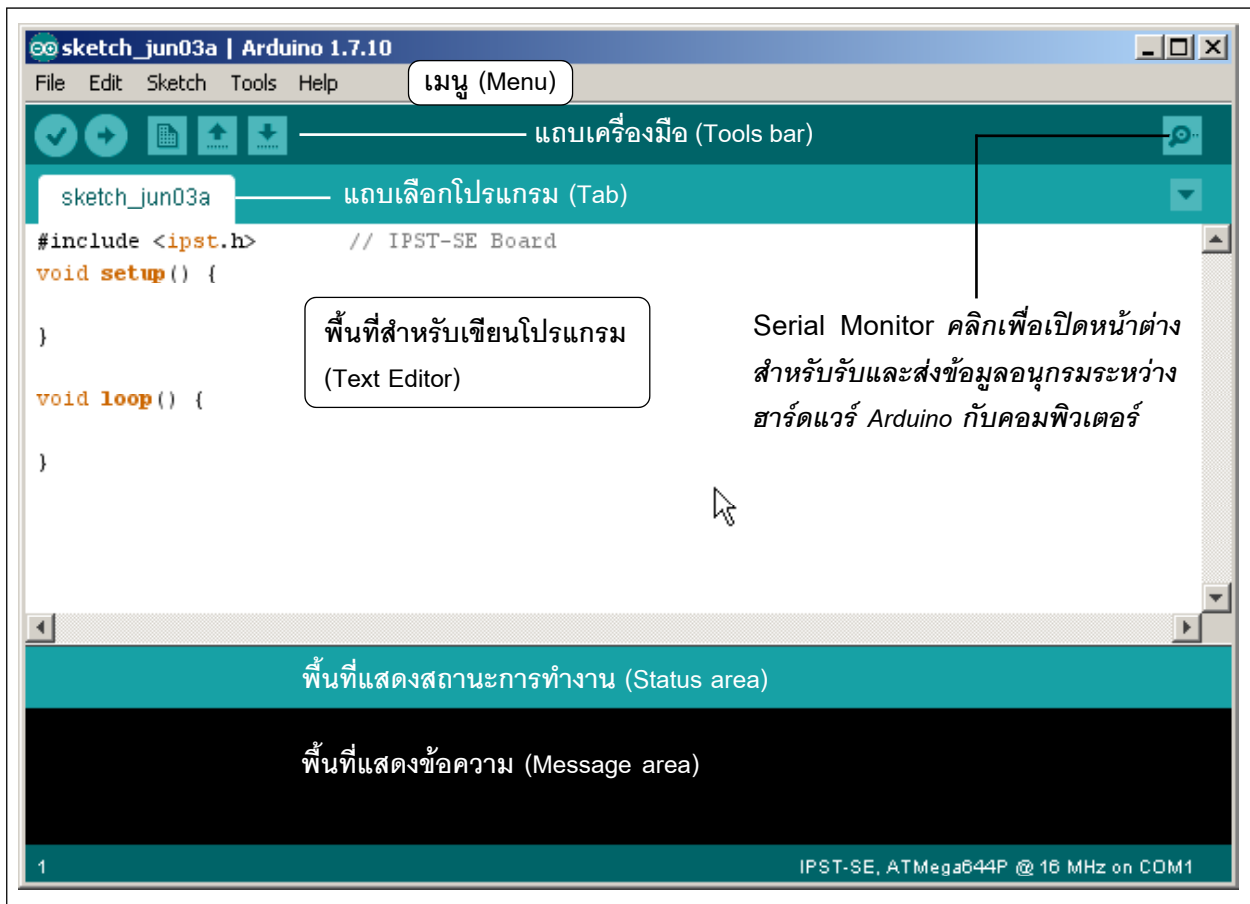 sketch_jun03a | Arduino 1.7.10
File Edit Sketch Tools Help
เมนู (Menu)
แถบเครื่องมือ (Tools bar)
sketch_jun03a
แถบเลือกโปรแกรม (Tab)
#include <ipst.h> // IPST-SE Board
void setup() {
}
void loop() {
}
พื้นที่สำหรับเขียนโปรแกรม
(Text Editor)
Serial Monitor คลิกเพื่อเปิดหน้าต่าง
สำหรับรับและส่งข้อมูลอนุกรมระหว่าง
ฮาร์ดแวร์ Arduino กับคอมพิวเตอร์
พื้นที่แสดงสถานะการทำงาน (Status area)
พื้นที่แสดงข้อความ (Message area)
1
IPST-SE, ATMega644P @ 16 MHz on COM1